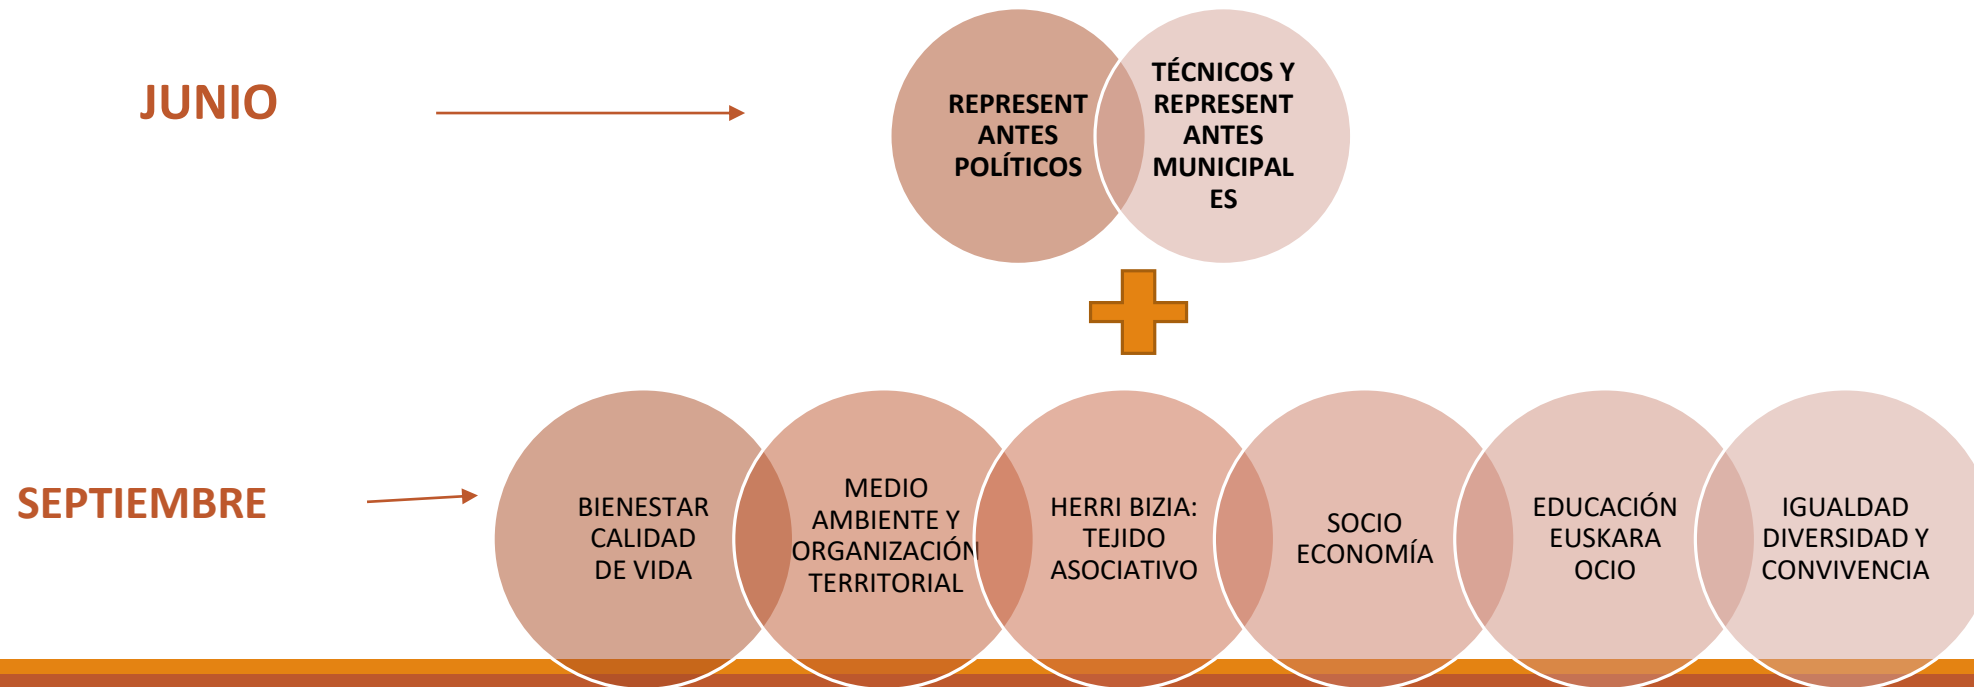 JUNIO
REPRESENT
ANTES
POLÍTICOS
TÉCNICOS Y
REPRESENT
ANTES
MUNICIPAL
ES
SEPTIEMBRE
BIENESTAR
CALIDAD
DE VIDA
MEDIO
AMBIENTE Y
ORGANIZACIÓN
TERRITORIAL
HERRI BIZIA:
TEJIDO
ASOCIATIVO
SOCIO
ECONOMÍA
EDUCACIÓN
EUSKARA
OCIO
IGUALDAD
DIVERSIDAD Y
CONVIVENCIA